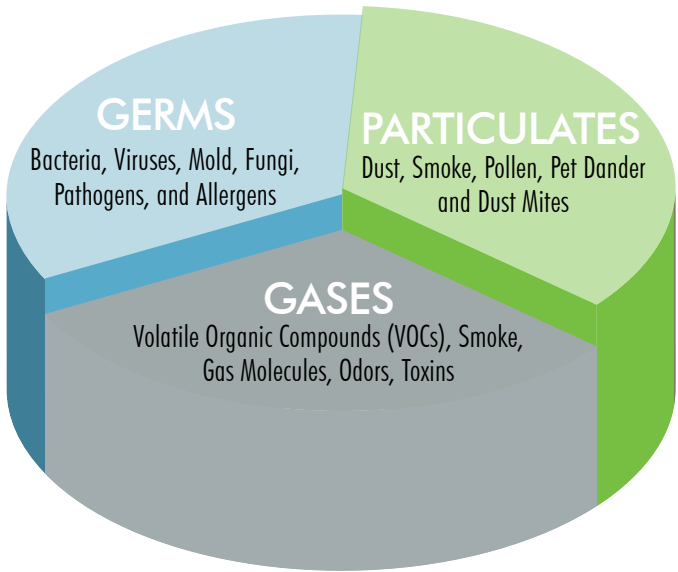 GERMS
Bacteria, Viruses, Mold, Fungi,
Pathogens, and Allergens
PARTICULATES
Dust, Smoke, Pollen, Pet Dander
and Dust Mites
GASES
Volatile Organic Compounds (VOCs), Smoke,
Gas Molecules, Odors, Toxins